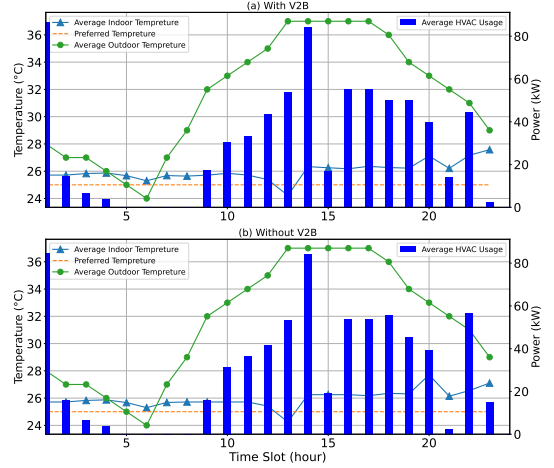 (a) With V2B
Average Indoor Tempreture
Preferred Tempreture
Average Outdoor Tempreture
Average HVAC Usage
Temperature (°C)
36
34
32
30
28
26
24
Power (kW)
80
60
40
20
0
5
10
15
20
(b) Without V2B
Average Indoor Tempreture
Preferred Tempreture
Average Outdoor Tempreture
Average HVAC Usage
Temperature (°C)
36
34
32
30
28
26
24
Power (kW)
80
60
40
20
0
5
10
15
20
Time Slot (hour)